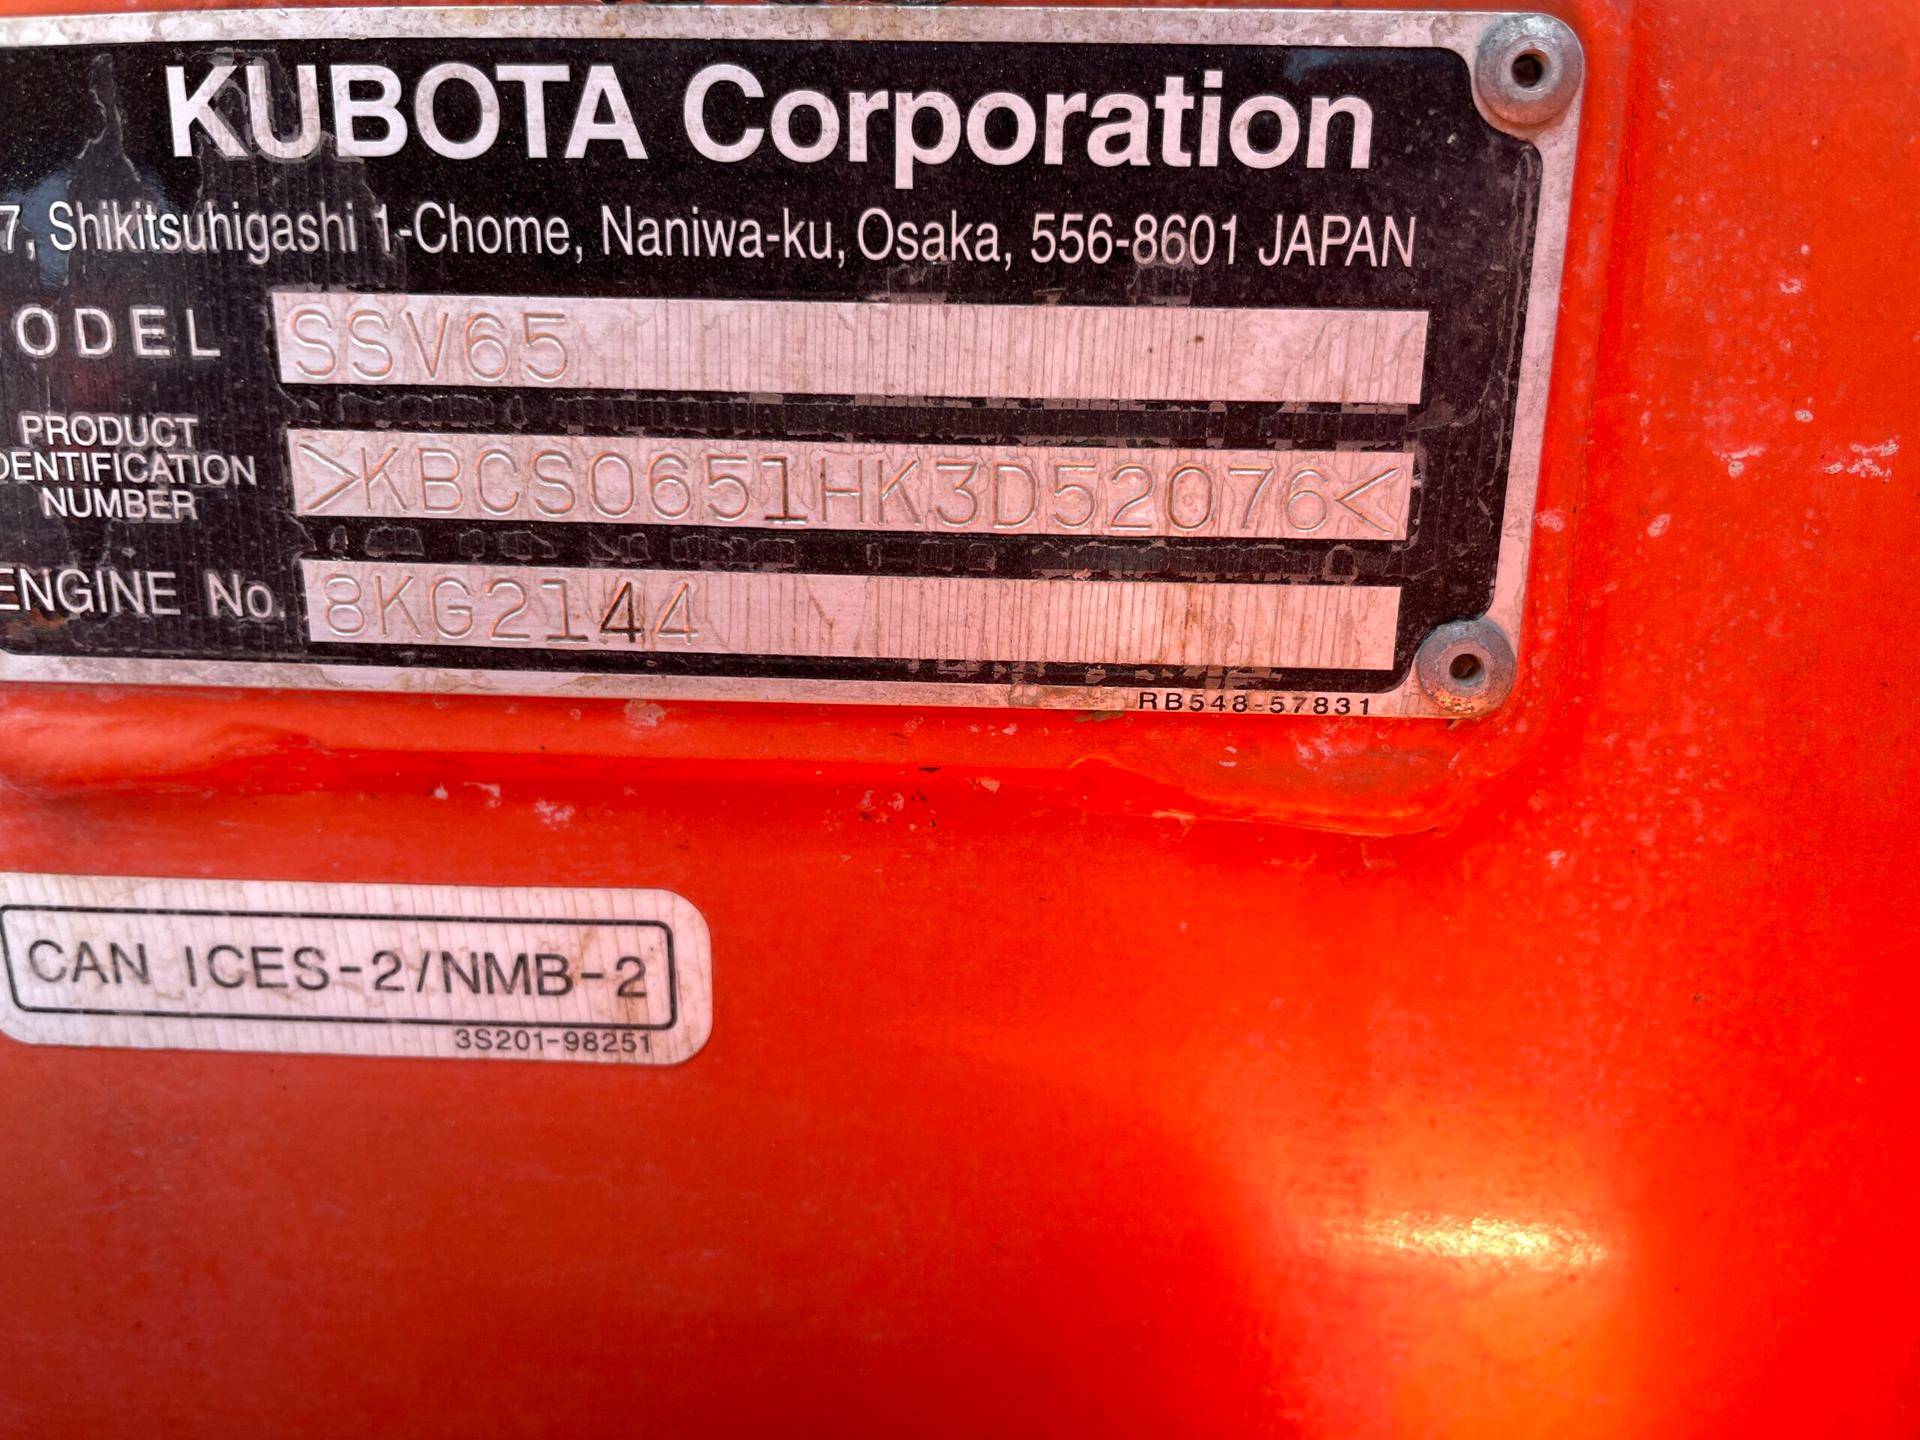 KUBOTA Corporation
7, Shikitsuhigashi 1-Chome, Naniwa-ku, Osaka, 556-8601 JAPAN
ODEL SSV65
PRODUCT
DENTIFICATION
NUMBER
>KBCS0651HK3D52076<
ENGINE No. 8KG2144
RB548-57831
CAN ICES-2/NMB-2
3S201-98251